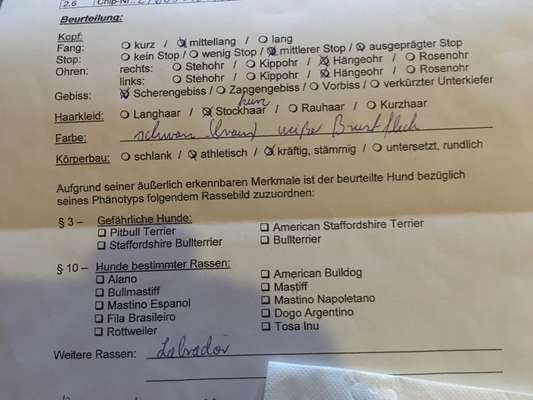 2.6 Chip-Nr.
Beurteilung:
Kopf:
Fang: O kurz / ☒ mittellang / O lang
Stop: O kein Stop / O wenig Stop / ☒ mittlerer Stop / ☒ ausgeprägter Stop
Ohren: rechts: O Stehohr / O Kippohr / ☒ Hängeohr / O Rosenohr
links: O Stehohr / O Kippohr / ☒ Hängeohr / O Rosenohr
Gebiss: ☒ Scherengebiss / O Zangengebiss / O Vorbiss / O verkürzter Unterkiefer
kurz
Haarkleid: O Langhaar / ☒ Stockhaar / O Rauhaar / O Kurzhaar
Farbe: schwarz (braun) weißer Brustfleck
Körperbau: O schlank / ☒ athletisch / ☒ kräftig, stämmig / O untersetzt, rundlich
Aufgrund seiner äußerlich erkennbaren Merkmale ist der beurteilte Hund bezüglich
seines Phänotyps folgendem Rassebild zuzuordnen:
§ 3 – Gefährliche Hunde:
☐ Pitbull Terrier ☐ American Staffordshire Terrier
☐ Staffordshire Bullterrier ☐ Bullterrier
§ 10 – Hunde bestimmter Rassen:
☐ Alano ☐ American Bulldog
☐ Bullmastiff ☐ Mastiff
☐ Mastino Espanol ☐ Mastino Napoletano
☐ Fila Brasileiro ☐ Dogo Argentino
☐ Rottweiler ☐ Tosa Inu
Weitere Rassen: Labrador